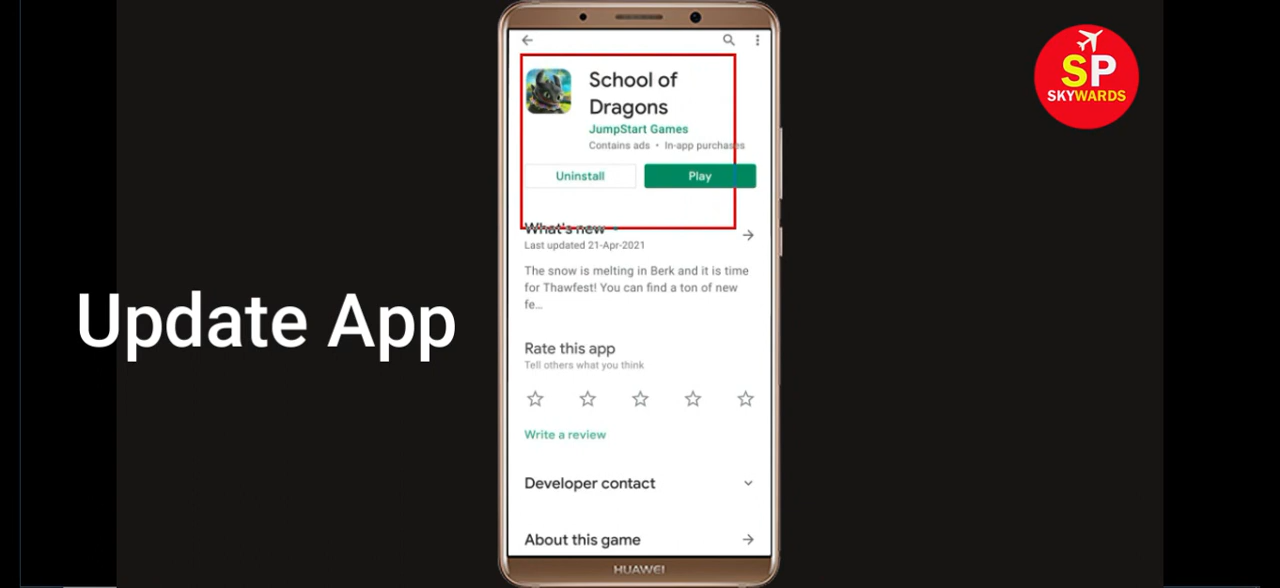 SP
SKYWARDS
School of
Dragons
JumpStart Games
Contains ads • In-app purchases
Uninstall
Play
What's new •
Last updated 21-Apr-2021
The snow is melting in Berk and it is time
for Thawfest! You can find a ton of new
fe...
Update App
Rate this app
Tell others what you think
Write a review
Developer contact
About this game
HUAWEI